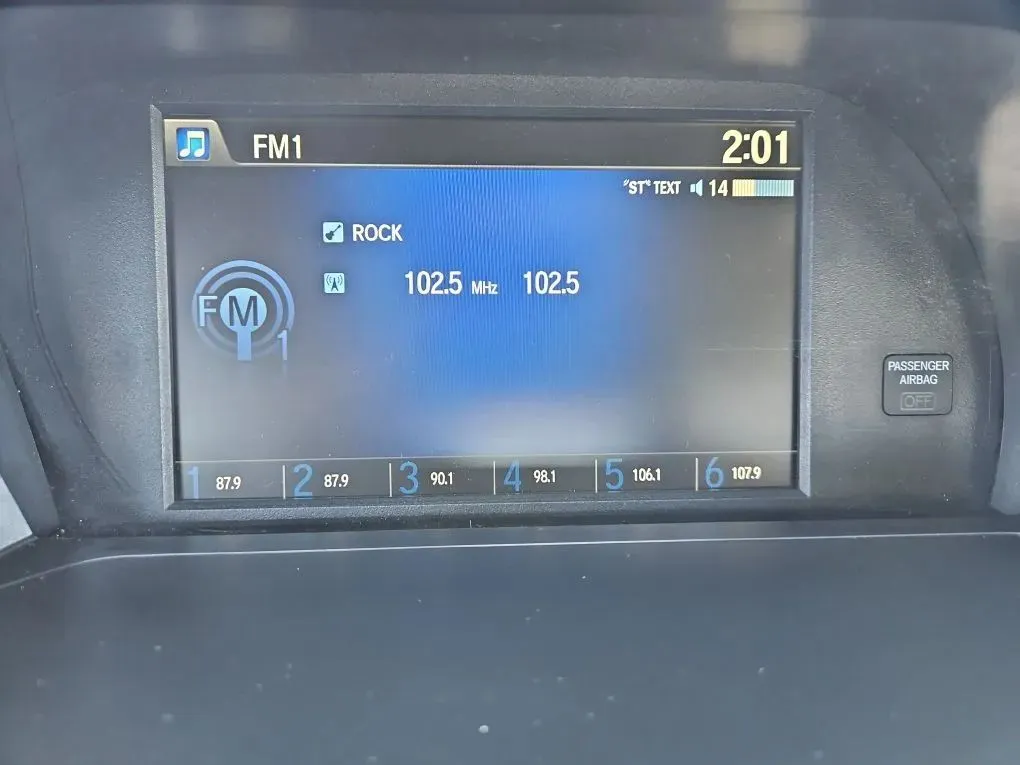 FM1 2:01
"ST" TEXT 14
ROCK
102.5 MHz 102.5
FM
1
PASSENGER
AIRBAG
OFF
1 87.9 2 87.9 3 90.1 4 98.1 5 106.1 6 107.9